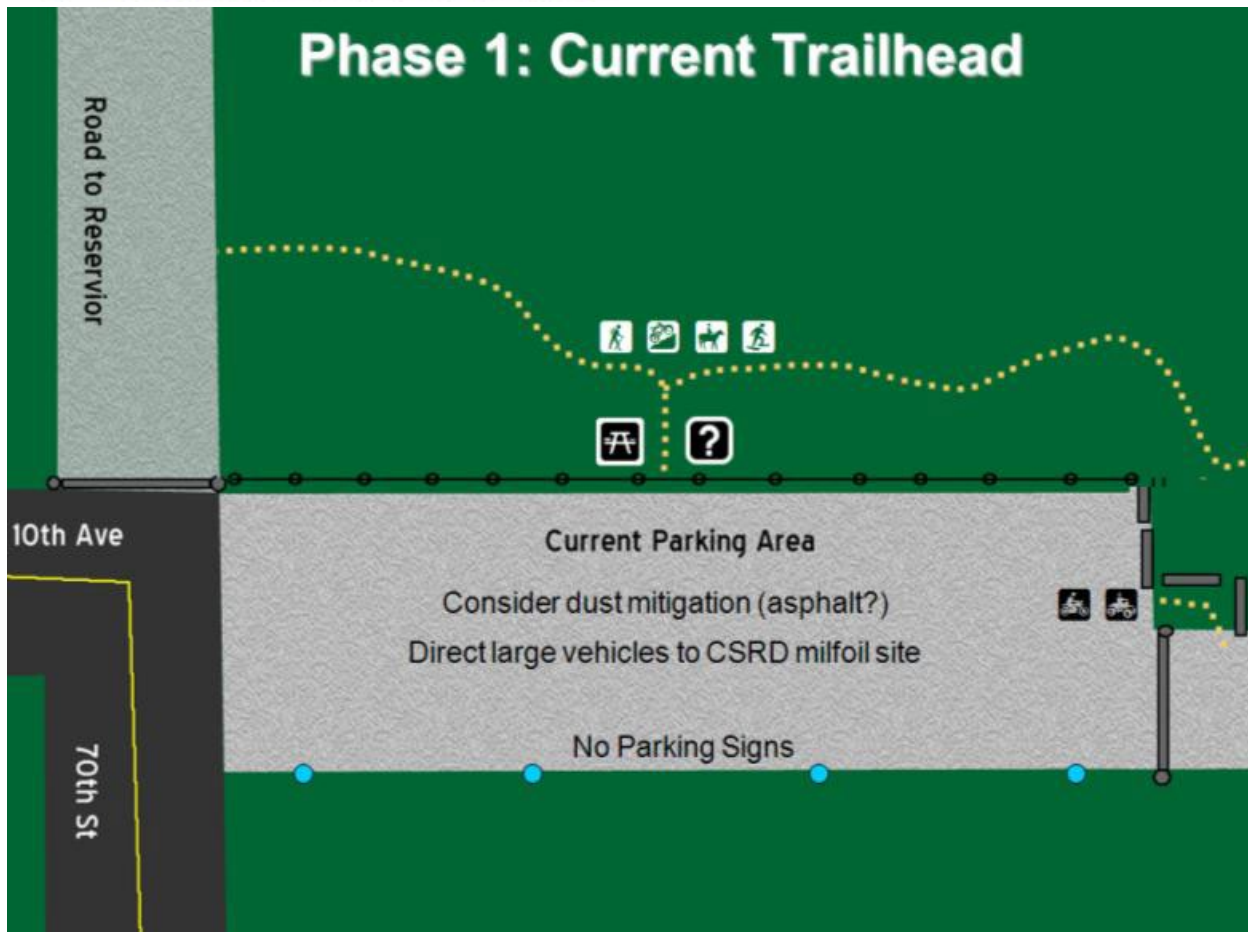 Phase 1: Current Trailhead
Road to Reservior
?
10th Ave
Current Parking Area
Consider dust mitigation (asphalt?)
Direct large vehicles to CSRD milfoil site
No Parking Signs
70th St